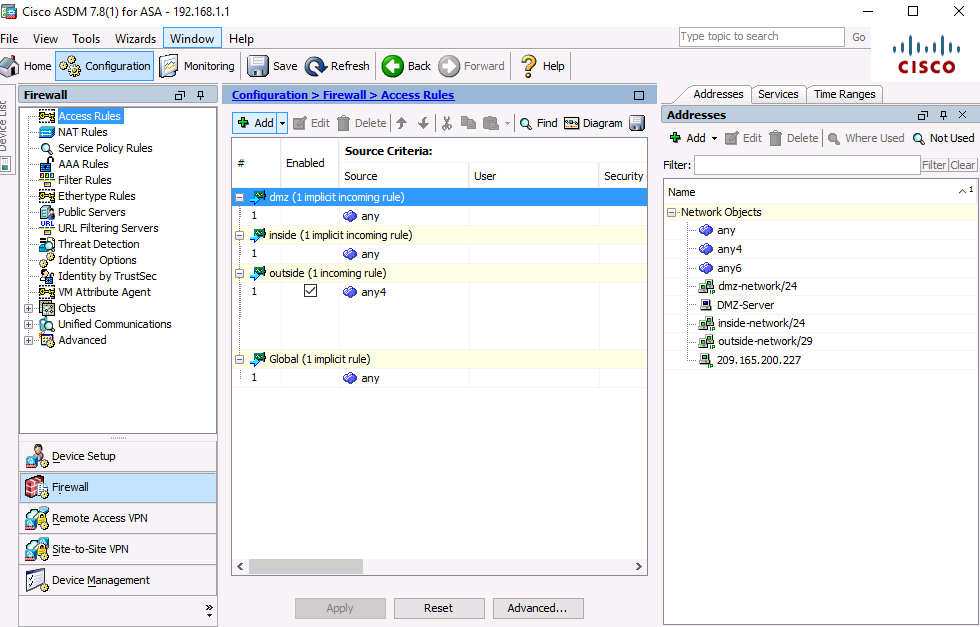 Cisco ASDM 7.8(1) for ASA - 192.168.1.1
File View Tools Wizards Window Help
Type topic to search Go
Home Configuration Monitoring Save Refresh Back Forward Help
CISCO
Device List
Firewall
Access Rules
NAT Rules
Service Policy Rules
AAA Rules
Filter Rules
Ethertype Rules
Public Servers
URL Filtering Servers
Threat Detection
Identity Options
Identity by TrustSec
VM Attribute Agent
Objects
Unified Communications
Advanced
Device Setup
Firewall
Remote Access VPN
Site-to-Site VPN
Device Management
Configuration > Firewall > Access Rules
Add Edit Delete Find Diagram
# Enabled Source Criteria:
Source User Security
dmz (1 implicit incoming rule)
1 any
inside (1 implicit incoming rule)
1 any
outside (1 incoming rule)
1 any4
Global (1 implicit rule)
1 any
Apply Reset Advanced...
Addresses Services Time Ranges
Addresses
Add Edit Delete Where Used Not Used
Filter: Filter Clear
Name 1
Network Objects
any
any4
any6
dmz-network/24
DMZ-Server
inside-network/24
outside-network/29
209.165.200.227